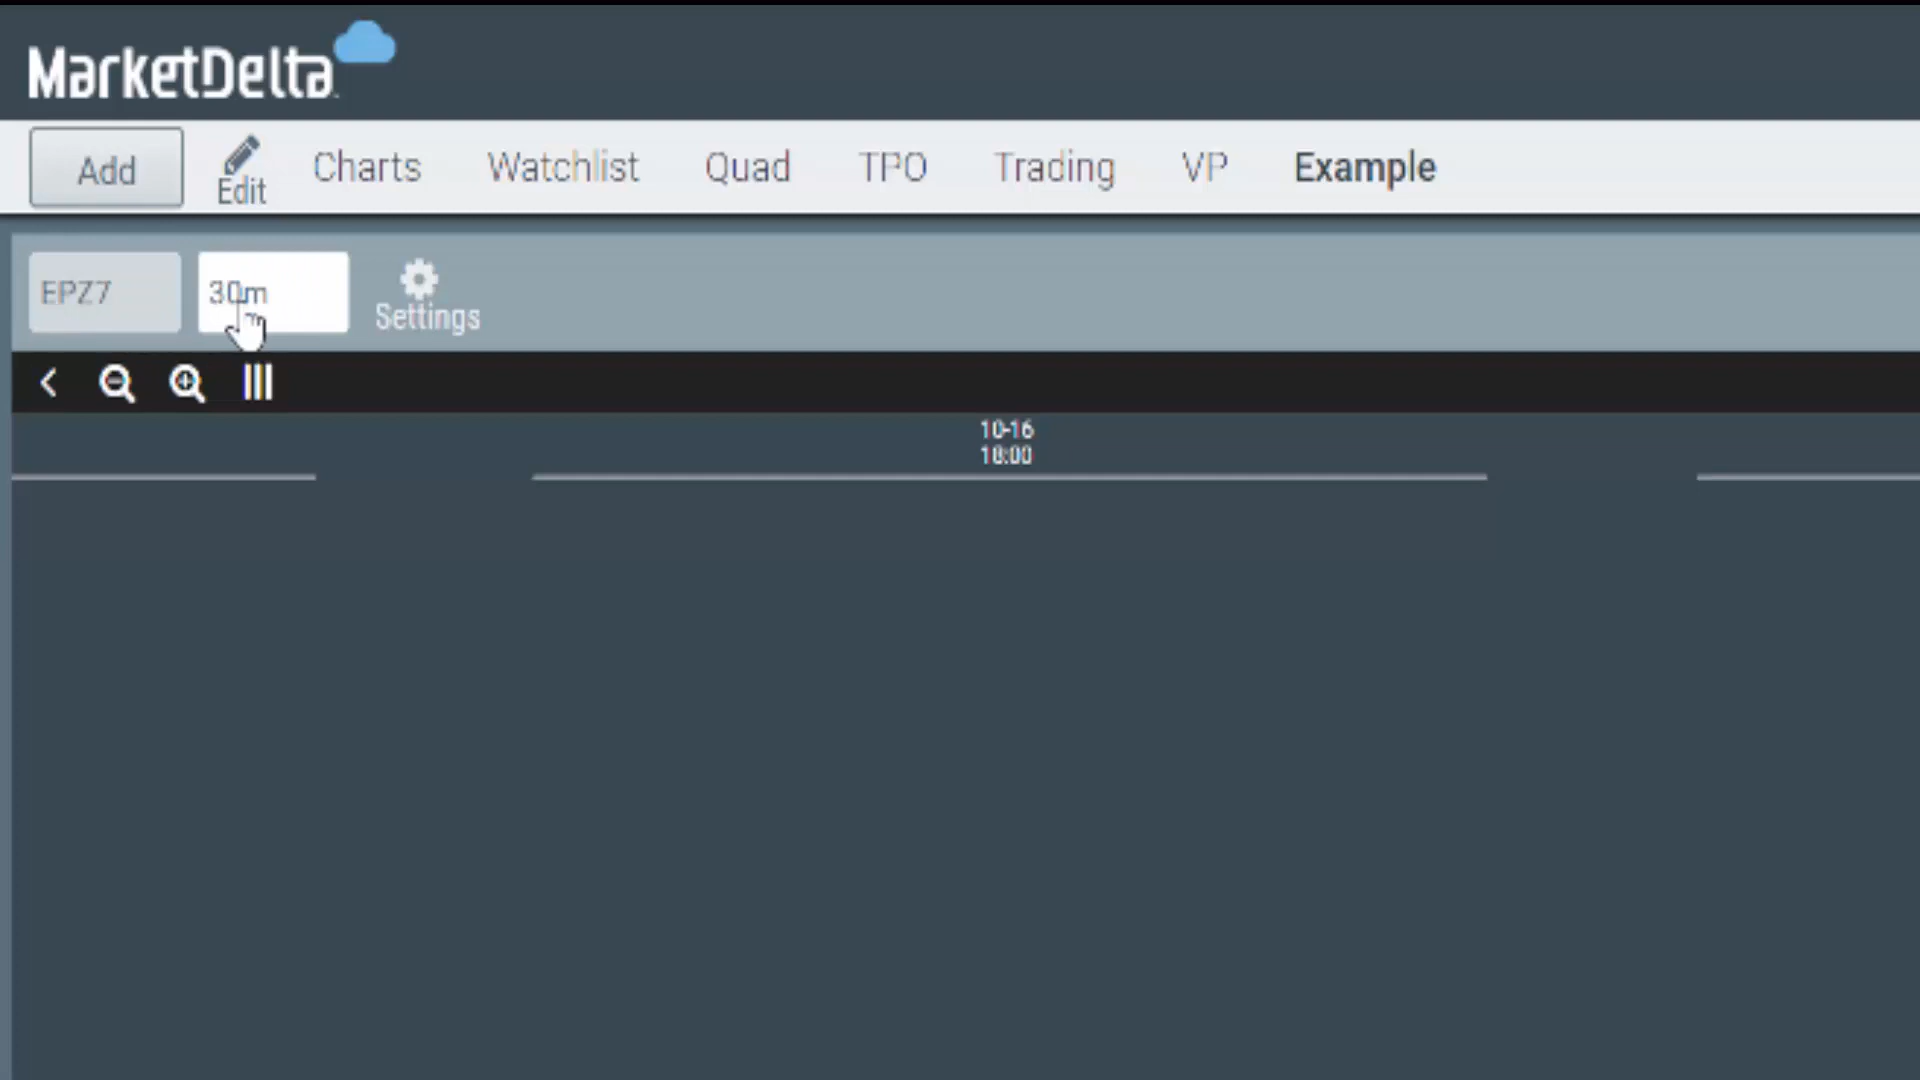 MarketDelta
Add Edit Charts Watchlist Quad TPO Trading VP Example
EPZ7 30m Settings
10-16
18:00